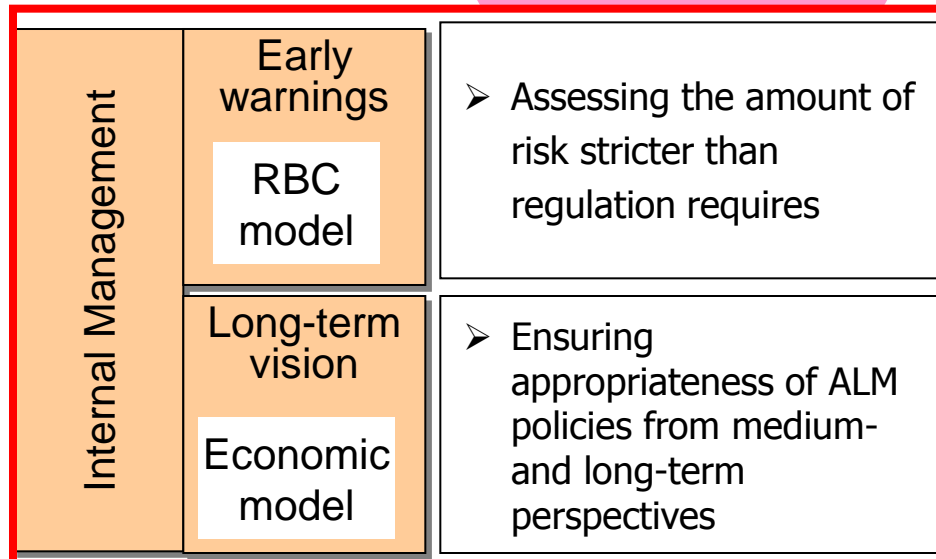 Internal Management
Early
warnings
RBC
model
➢ Assessing the amount of
risk stricter than
regulation requires
Long-term
vision
Economic
model
➢ Ensuring
appropriateness of ALM
policies from medium-
and long-term
perspectives